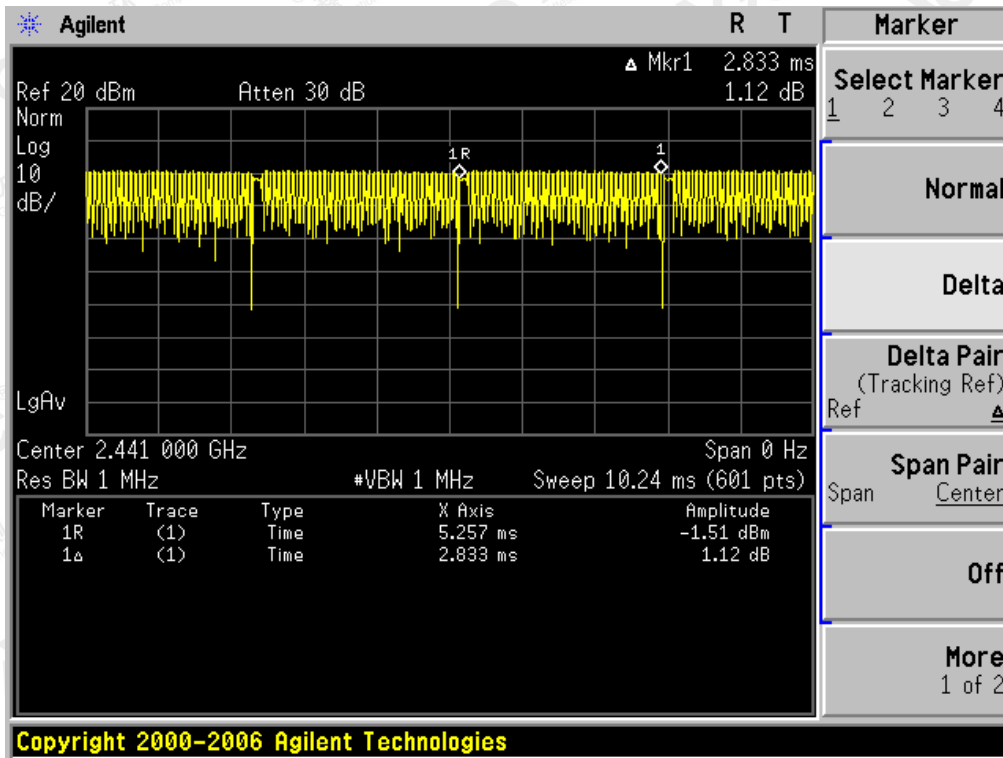 Agilent R T
Marker
Δ Mkr1 2.833 ms
Ref 20 dBm Atten 30 dB 1.12 dB
Norm
Log
10
dB/
1R
1
LgAv
Center 2.441 000 GHz Span 0 Hz
Res BW 1 MHz #VBW 1 MHz Sweep 10.24 ms (601 pts)
Marker Trace Type X Axis Amplitude
1R (1) Time 5.257 ms -1.51 dBm
1Δ (1) Time 2.833 ms 1.12 dB
Select Marker
1 2 3 4
Normal
Delta
Delta Pair
(Tracking Ref)
Ref Δ
Span Pair
Span Center
Off
More
1 of 2
Copyright 2000-2006 Agilent Technologies